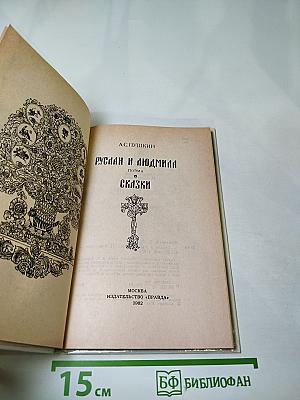 А.С.ПУШКИН
РУСЛАН И ЛЮДМИЛА
ПОЭМА
И
СКАЗКИ
МОСКВА
ИЗДАТЕЛЬСТВО «ПРАВДА»
1982
15 см
БФ БИБЛИОФАН